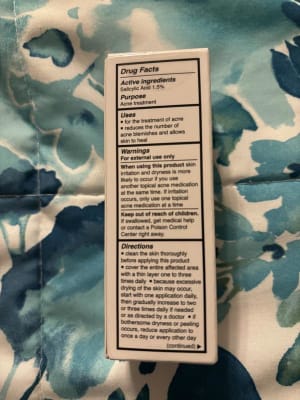 Drug Facts
Active ingredients
Salicylic Acid 1.5%
Purpose
Acne treatment
Uses
• for the treatment of acne
• reduces the number of
acne blemishes and allows
skin to heal
Warnings
For external use only
When using this product skin
irritation and dryness is more
likely to occur if you use
another topical acne medication
at the same time. If irritation
occurs, only use one topical
acne medication at a time
Keep out of reach of children.
If swallowed, get medical help
or contact a Poison Control
Center right away.
Directions
• clean the skin thoroughly
before applying this product
• cover the entire affected area
with a thin layer one to three
times daily • because excessive
drying of the skin may occur,
start with one application daily,
then gradually increase to two
or three times daily if needed
or as directed by a doctor • if
bothersome dryness or peeling
occurs, reduce application to
once a day or every other day
(continued) ▶